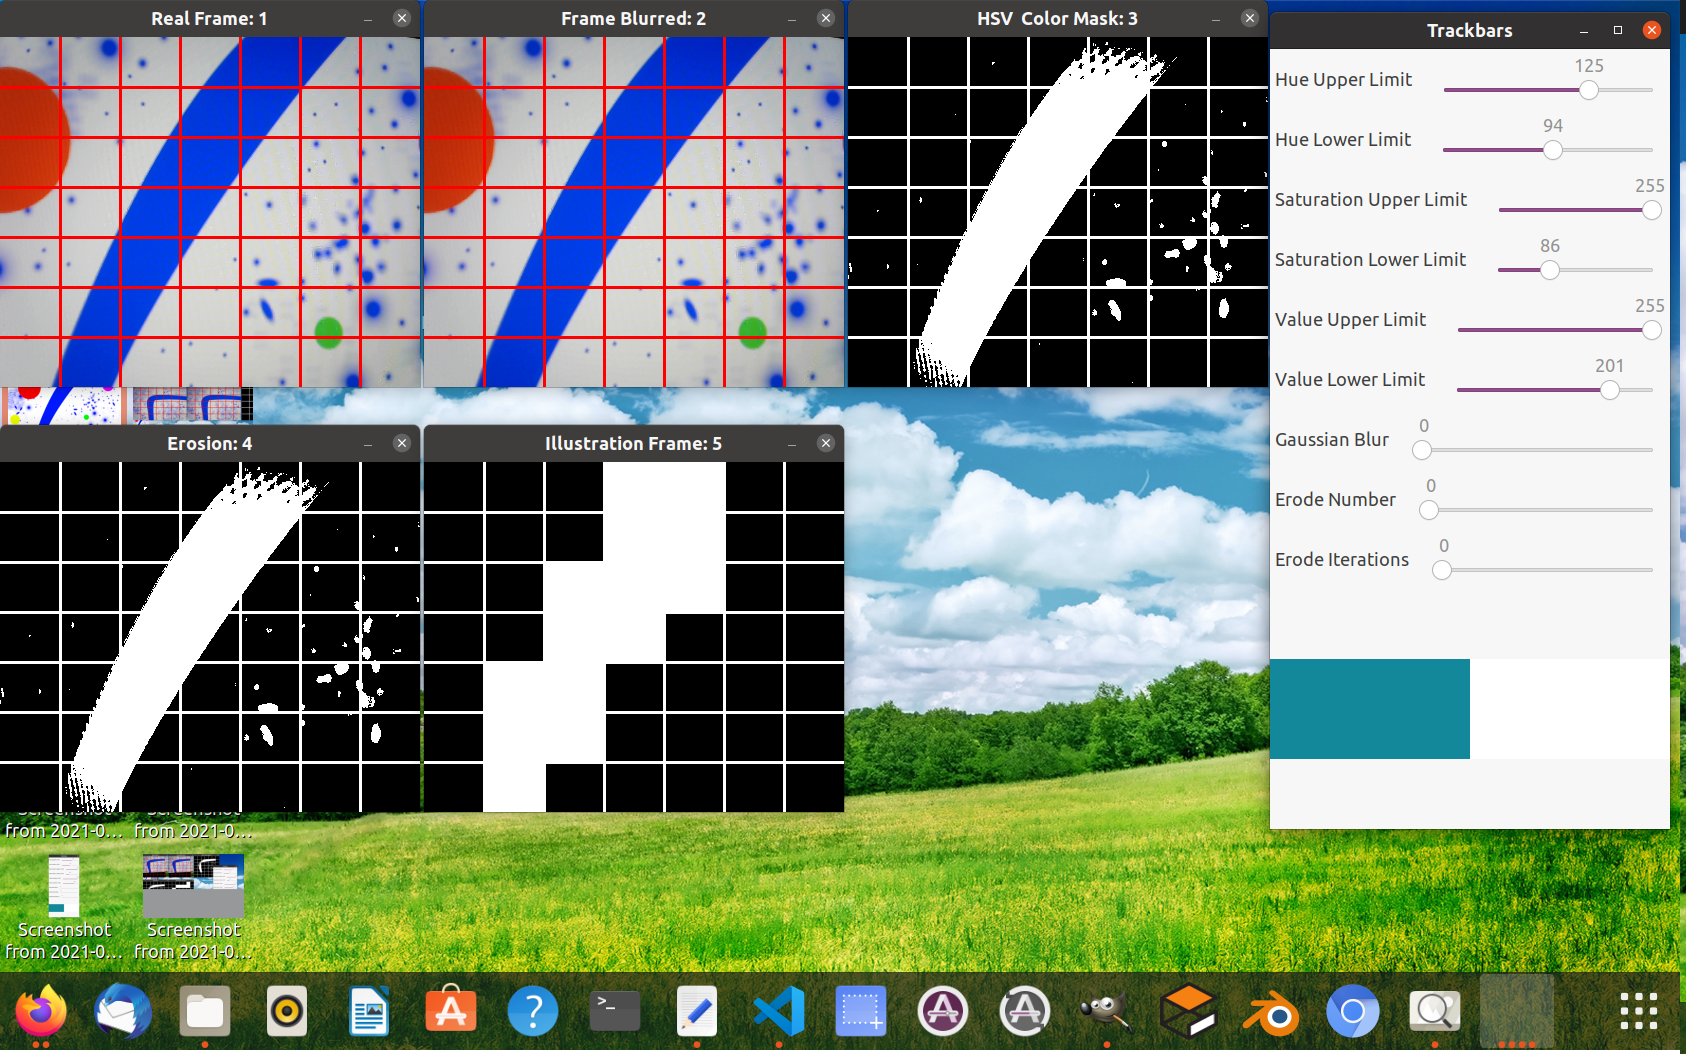 Real Frame: 1
Frame Blurred: 2
HSV Color Mask: 3
Trackbars
125
Hue Upper Limit
94
Hue Lower Limit
255
Saturation Upper Limit
86
Saturation Lower Limit
255
Value Upper Limit
201
Value Lower Limit
0
Gaussian Blur
0
Erode Number
0
Erode Iterations
Erosion: 4
Illustration Frame: 5
Screenshot Screenshot
from 2021-0... from 2021-0...
Screenshot Screenshot
from 2021-0... from 2021-0...